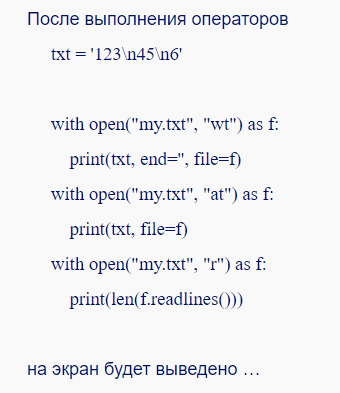 После выполнения операторов
txt = '123\n45\n6'
with open("my.txt", "wt") as f:
print(txt, end='', file=f)
with open("my.txt", "at") as f:
print(txt, file=f)
with open("my.txt", "r") as f:
print(len(f.readlines()))
на экран будет выведено …